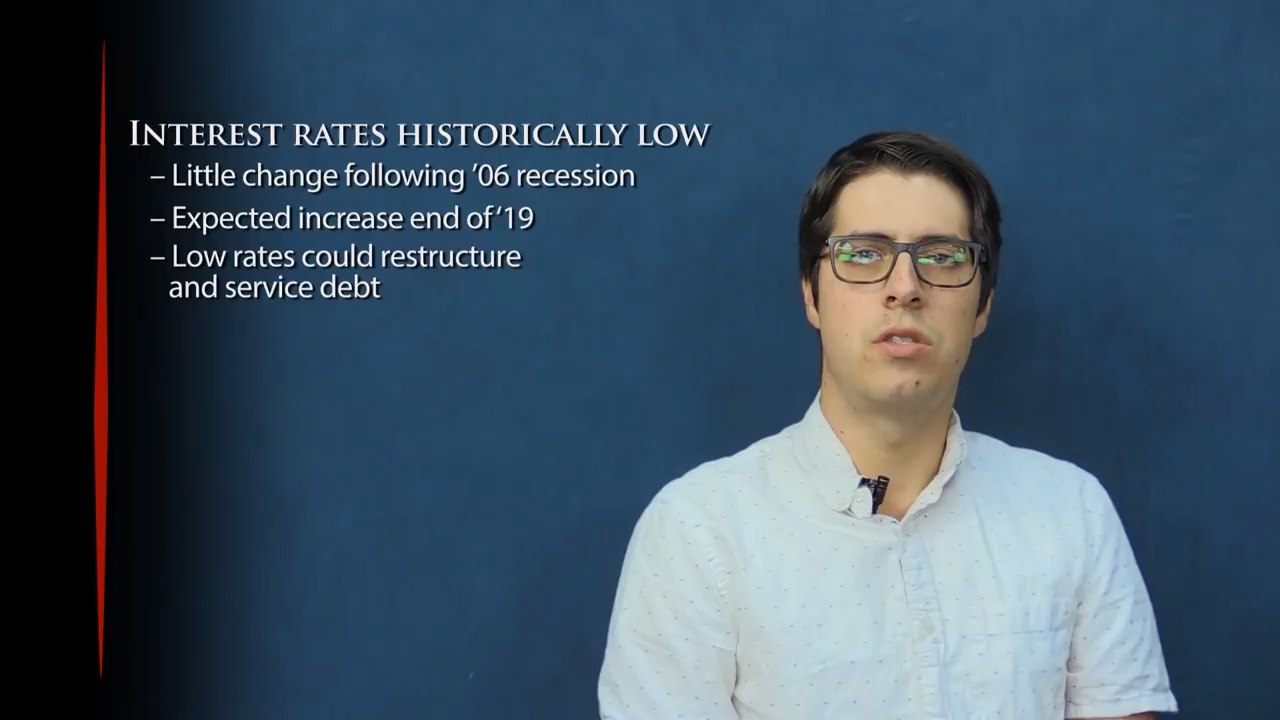 INTEREST RATES HISTORICALLY LOW
– Little change following ’06 recession
– Expected increase end of ‘19
– Low rates could restructure
and service debt